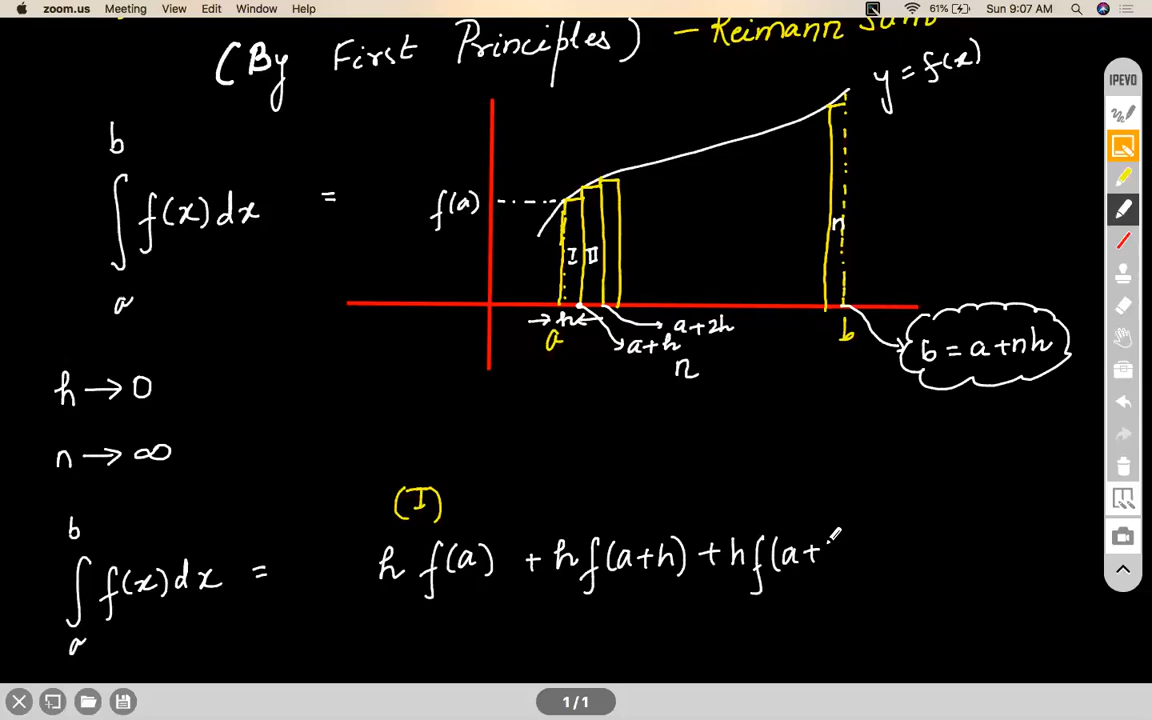 zoom.us Meeting View Edit Window Help 61% Sun 9:07 AM
(By First Principles) – Reimann Sum
y = f(x)
IPEVO
b
∫ f(x) dx =
a
f(a)
I II n
h
a a+h a+2h b
n
b = a+nh
h → 0
n → ∞
(I)
b
∫ f(x) dx = h f(a) + h f(a+h) + h f(a+
a
1/1